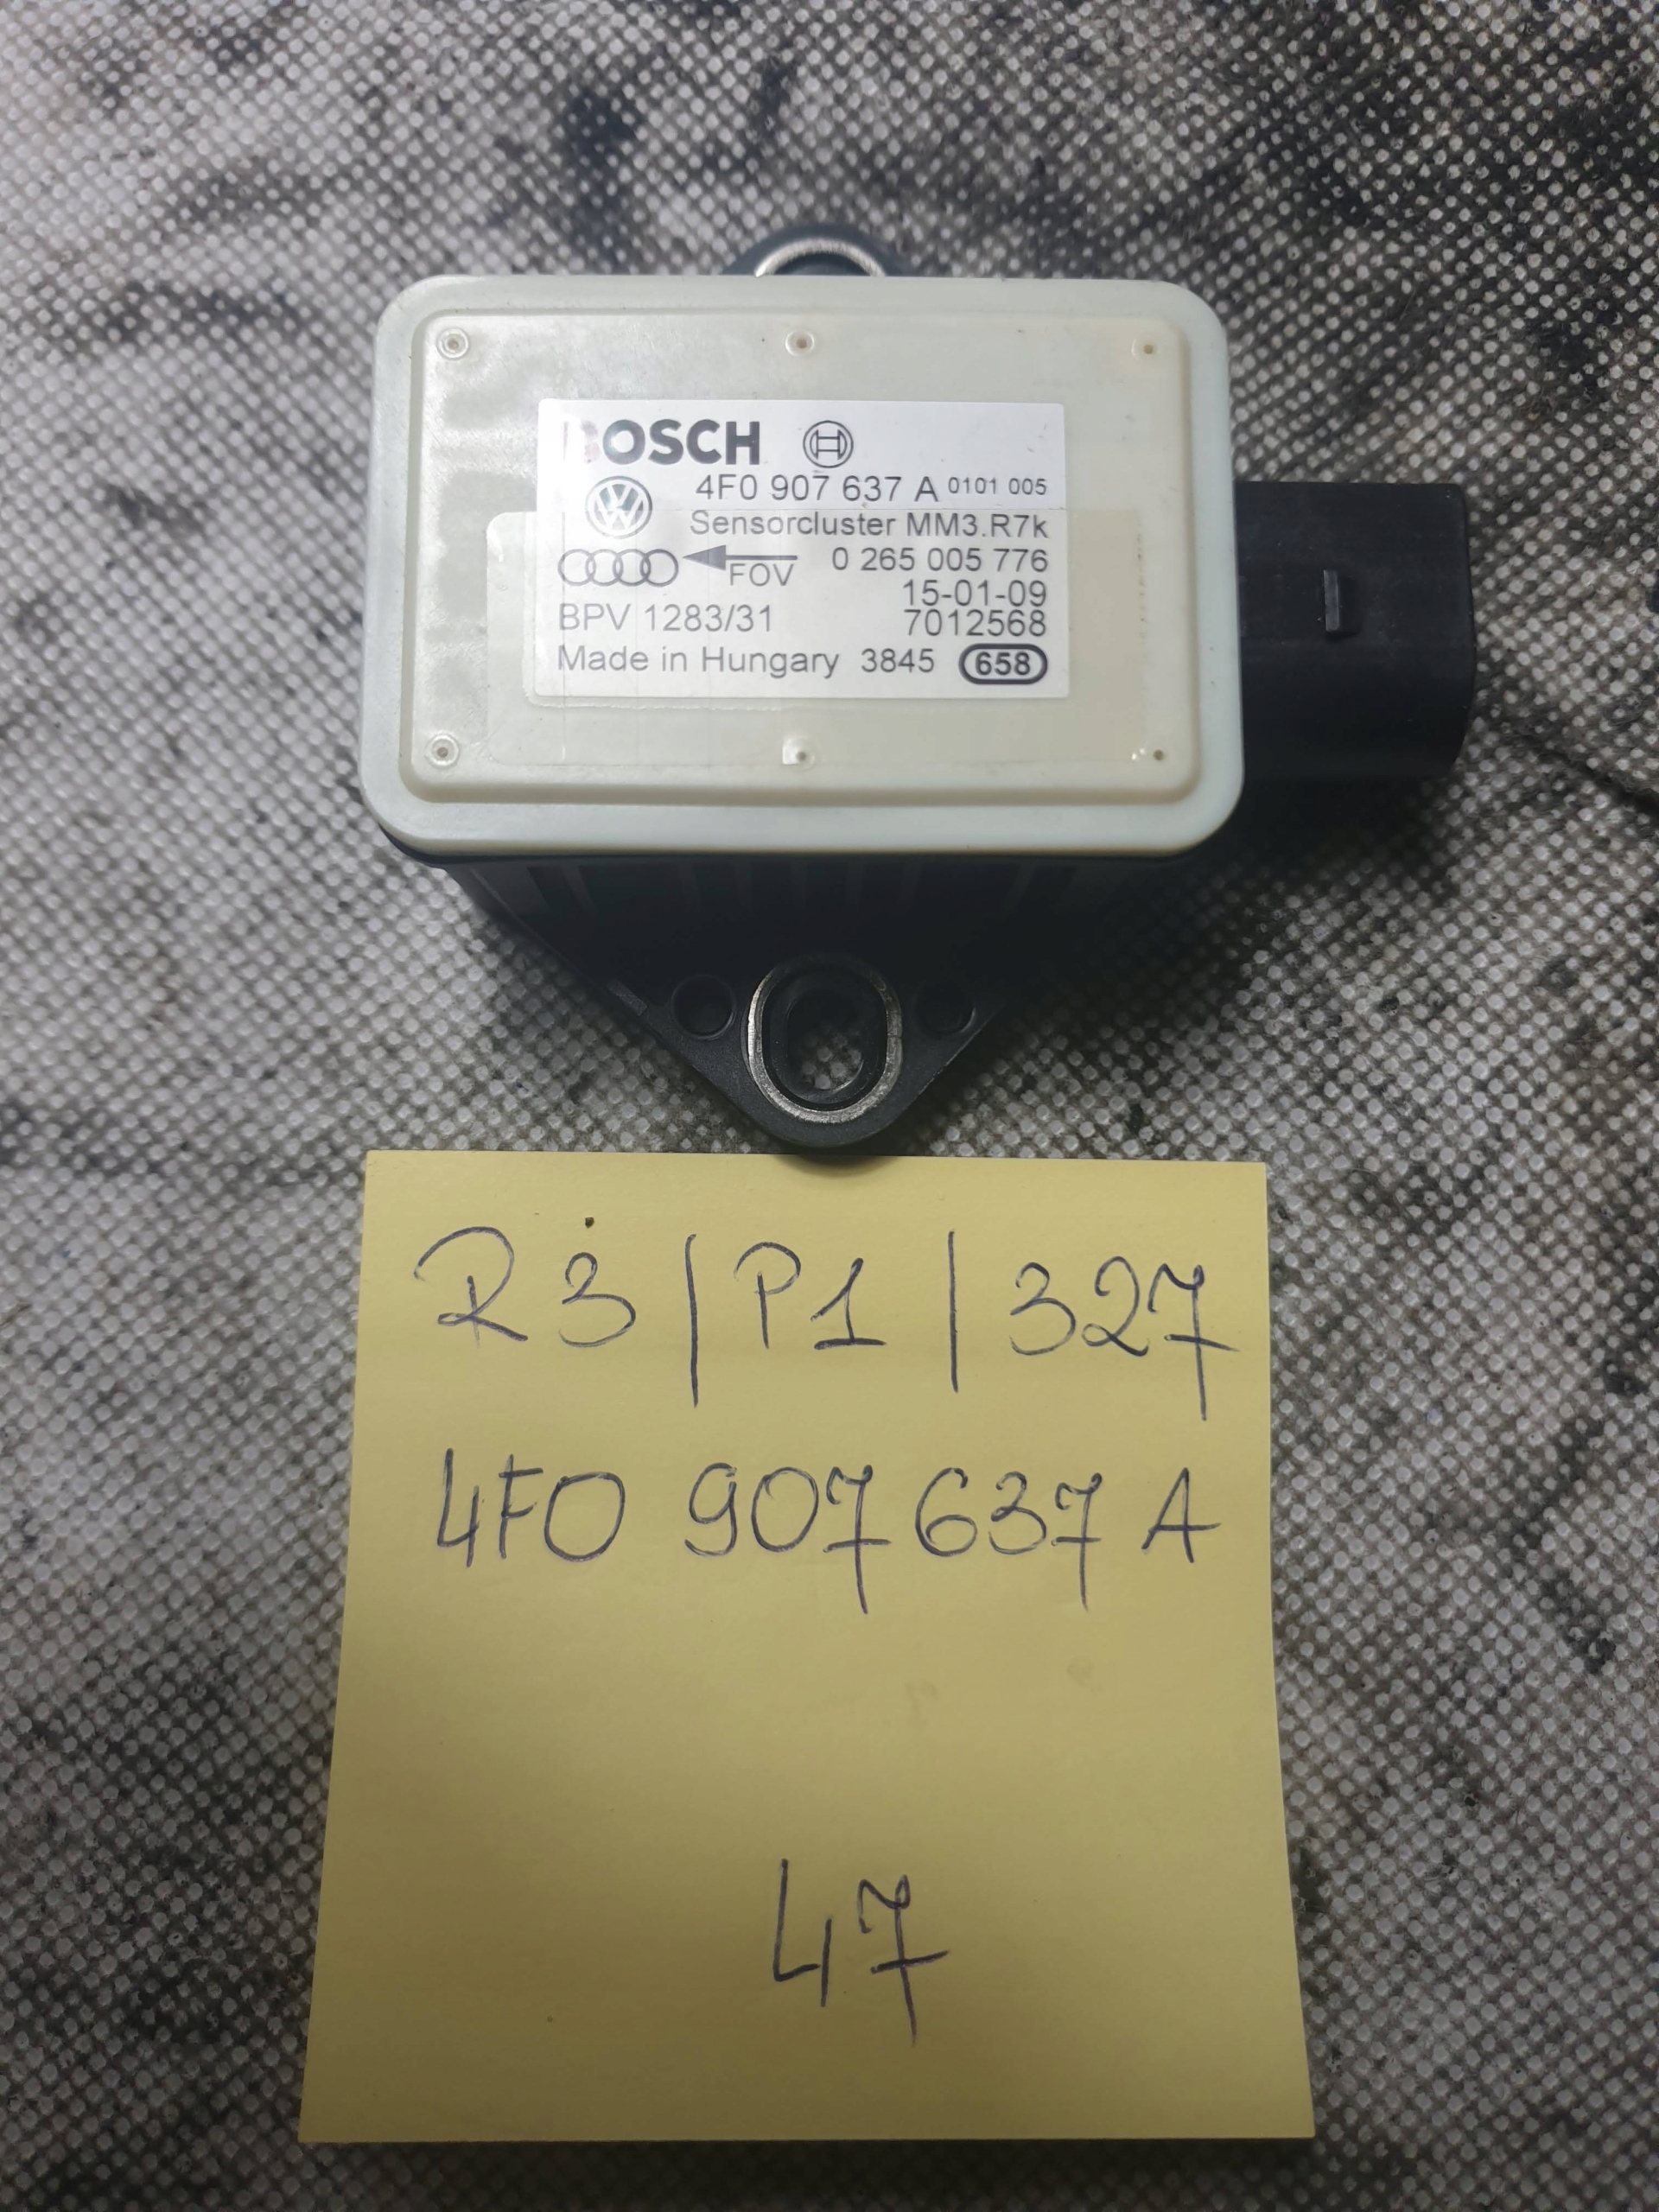 BOSCH
4F0 907 637 A 0101 005
Sensorcluster MM3.R7k
FOV 0 265 005 776
15-01-09
BPV 1283/31 7012568
Made in Hungary 3845 658
R3/P1/327
4F0 907 637 A
47